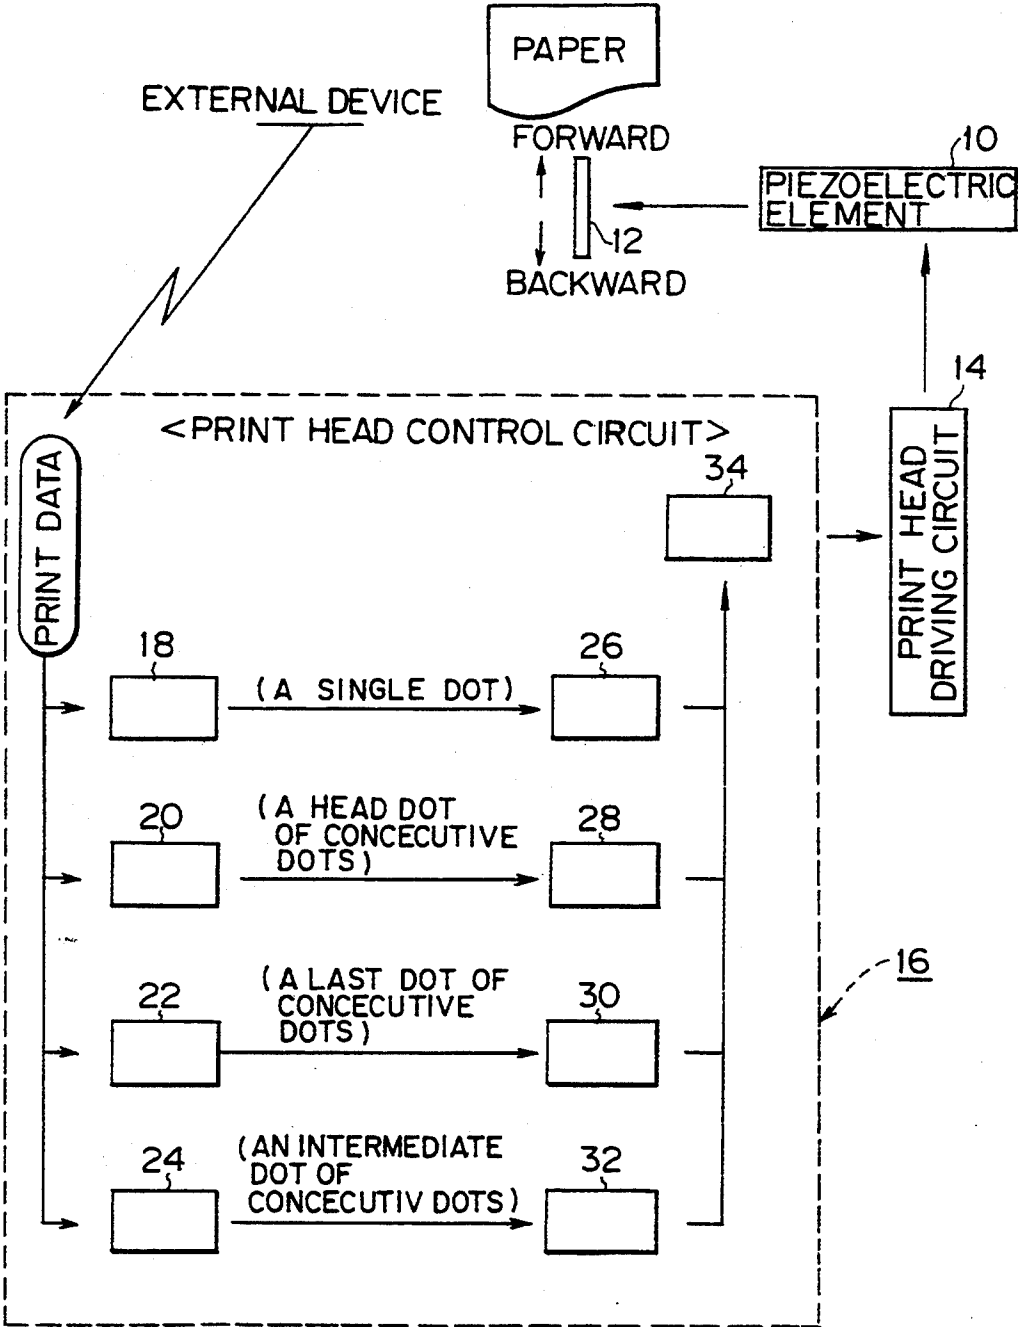 PAPER
EXTERNAL DEVICE
FORWARD
10
PIEZOELECTRIC
ELEMENT
12
BACKWARD
14
<PRINT HEAD CONTROL CIRCUIT>
34
PRINT DATA
PRINT HEAD
DRIVING CIRCUIT
18
(A SINGLE DOT)
26
20
(A HEAD DOT
OF CONCECUTIVE
DOTS)
28
16
22
(A LAST DOT OF
CONCECUTIVE
DOTS)
30
24
(AN INTERMEDIATE
DOT OF
CONCECUTIV DOTS)
32